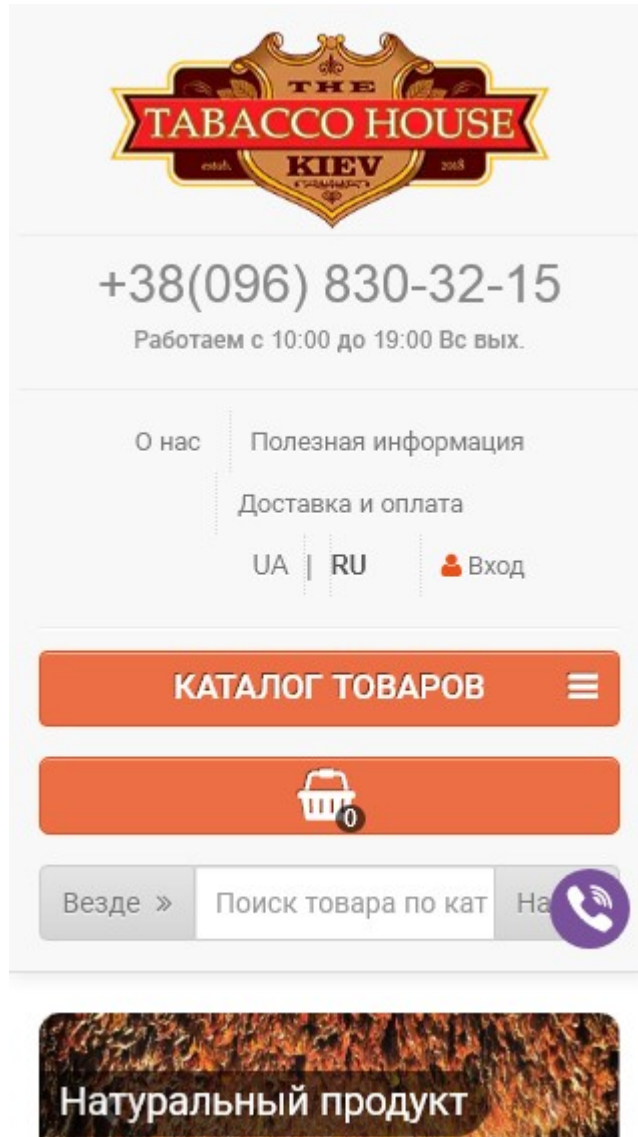 THE
TABACCO HOUSE
estab. KIEV 2018
+38(096) 830-32-15
Работаем с 10:00 до 19:00 Вс вых.
О нас Полезная информация
Доставка и оплата
UA | RU Вход
КАТАЛОГ ТОВАРОВ
0
Везде » Поиск товара по кат На
Натуральный продукт